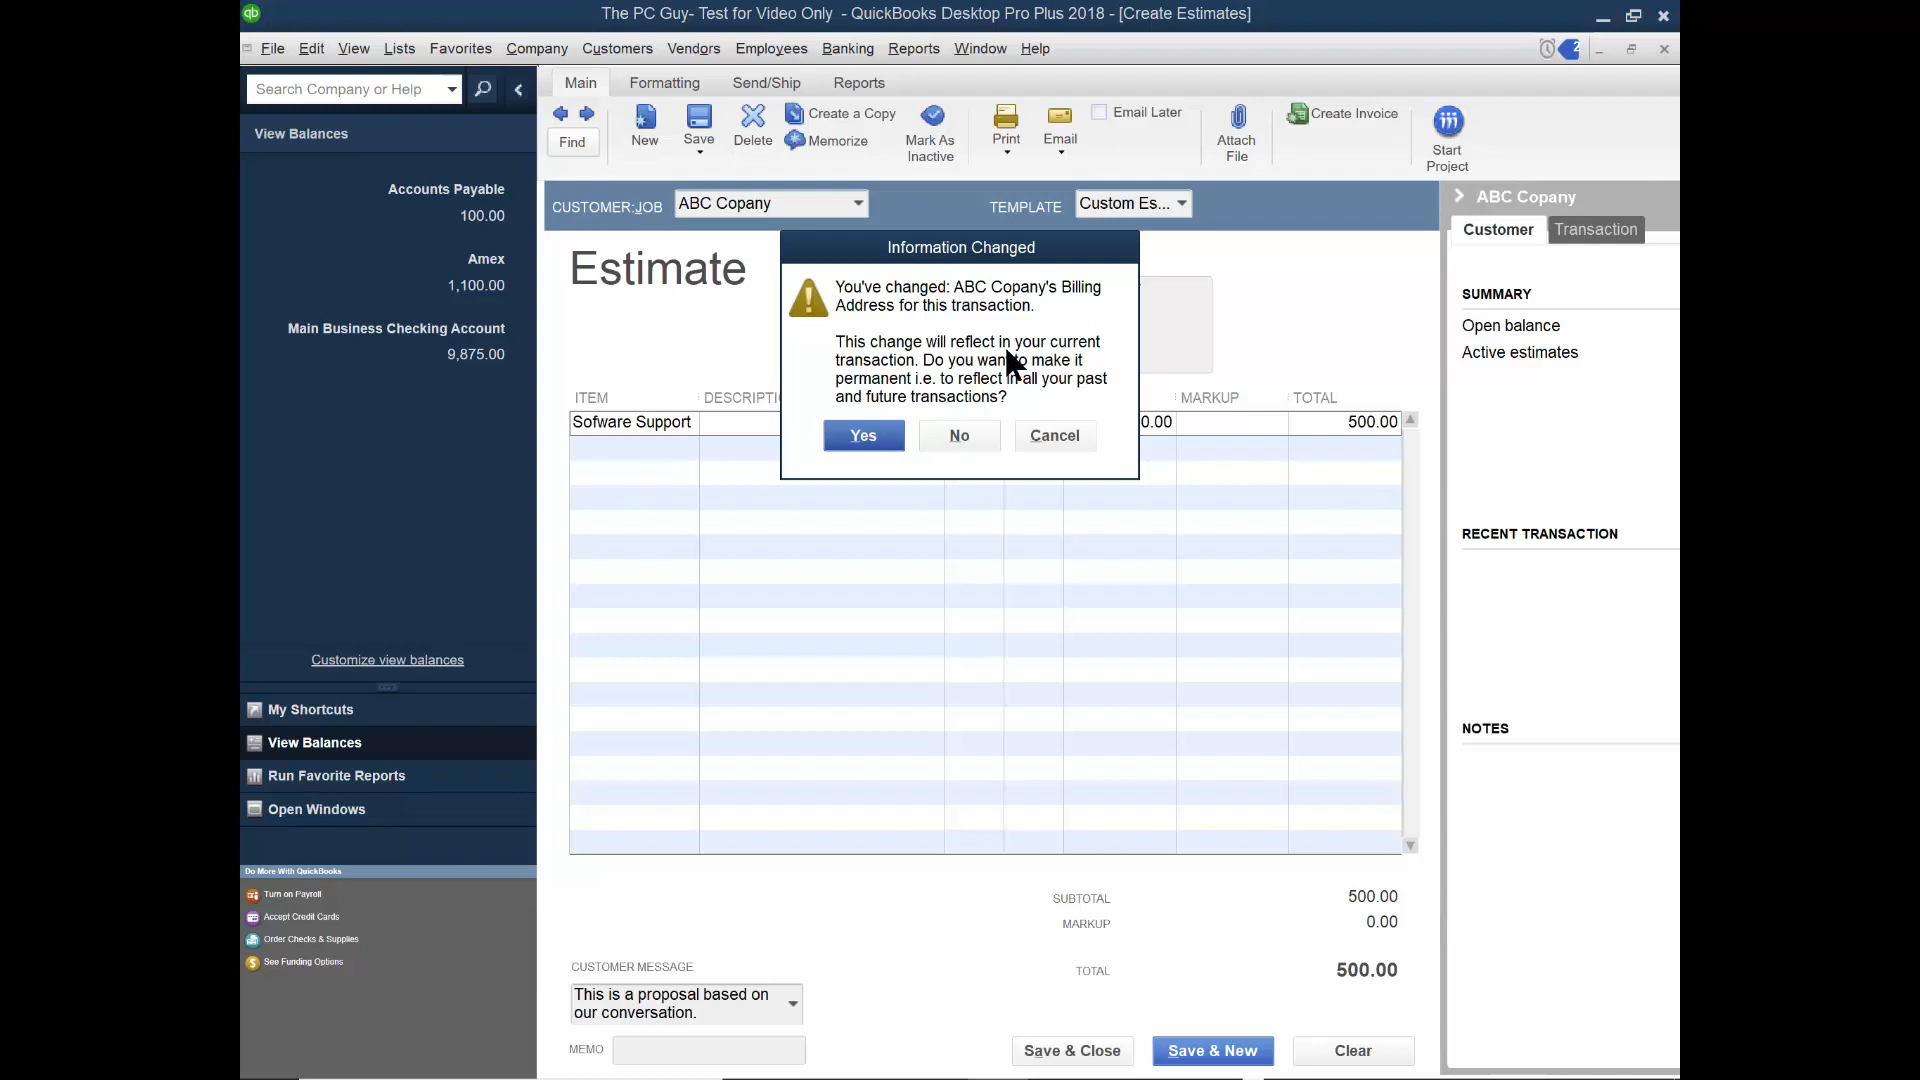 The PC Guy- Test for Video Only - QuickBooks Desktop Pro Plus 2018 - [Create Estimates]
File Edit View Lists Favorites Company Customers Vendors Employees Banking Reports Window Help
2
Search Company or Help
Main Formatting Send/Ship Reports
Find
New
Save
Delete
Create a Copy
Memorize
Mark As
Inactive
Print
Email
Email Later
Attach
File
Create Invoice
Start
Project
View Balances
Accounts Payable
100.00
Amex
1,100.00
Main Business Checking Account
9,875.00
Customize view balances
My Shortcuts
View Balances
Run Favorite Reports
Open Windows
Do More With QuickBooks
Turn on Payroll
Accept Credit Cards
Order Checks & Supplies
See Funding Options
CUSTOMER:JOB ABC Copany TEMPLATE Custom Es...
Estimate
Information Changed
You've changed: ABC Copany's Billing
Address for this transaction.
This change will reflect in your current
transaction. Do you want to make it
permanent i.e. to reflect in all your past
and future transactions?
Yes No Cancel
ITEM DESCRIPTI MARKUP TOTAL
Sofware Support 0.00 500.00
SUBTOTAL 500.00
MARKUP 0.00
TOTAL 500.00
CUSTOMER MESSAGE
This is a proposal based on
our conversation.
MEMO
Save & Close Save & New Clear
ABC Copany
Customer Transaction
SUMMARY
Open balance
Active estimates
RECENT TRANSACTION
NOTES